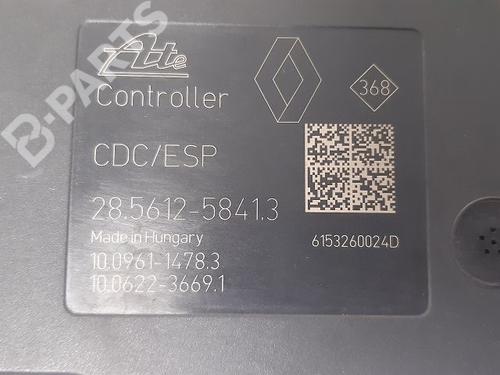 Ate
368
Controller
CDC/ESP
28.5612-5841.3
Made in Hungary
6153260024D
10.0961-1478.3
10.0622-3669.1
B-PARTS